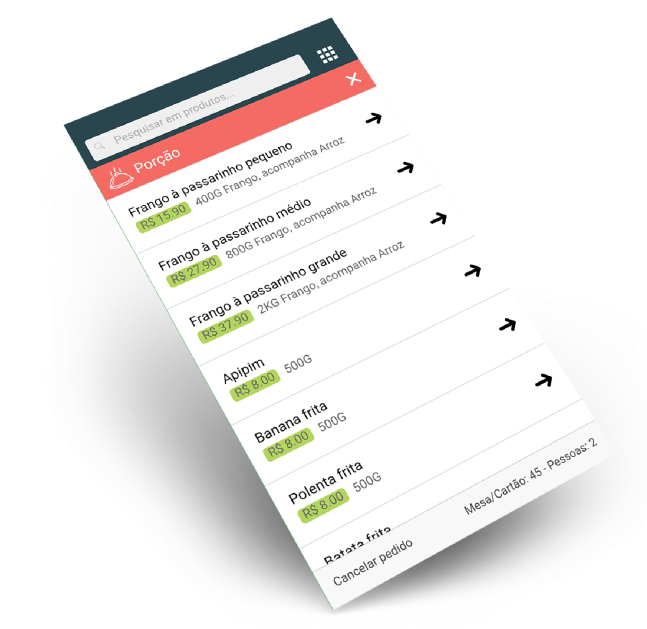 Pesquisar em produtos...
Porção
Frango à passarinho pequeno
R$ 15.90 400G Frango, acompanha Arroz
Frango à passarinho médio
R$ 27.90 800G Frango, acompanha Arroz
Frango à passarinho grande
R$ 37.90 2KG Frango, acompanha Arroz
Apipim
R$ 8.00 500G
Banana frita
R$ 8.00 500G
Polenta frita
R$ 8.00 500G
Batata frita
Cancelar pedido
Mesa/Cartão: 45 - Pessoas: 2